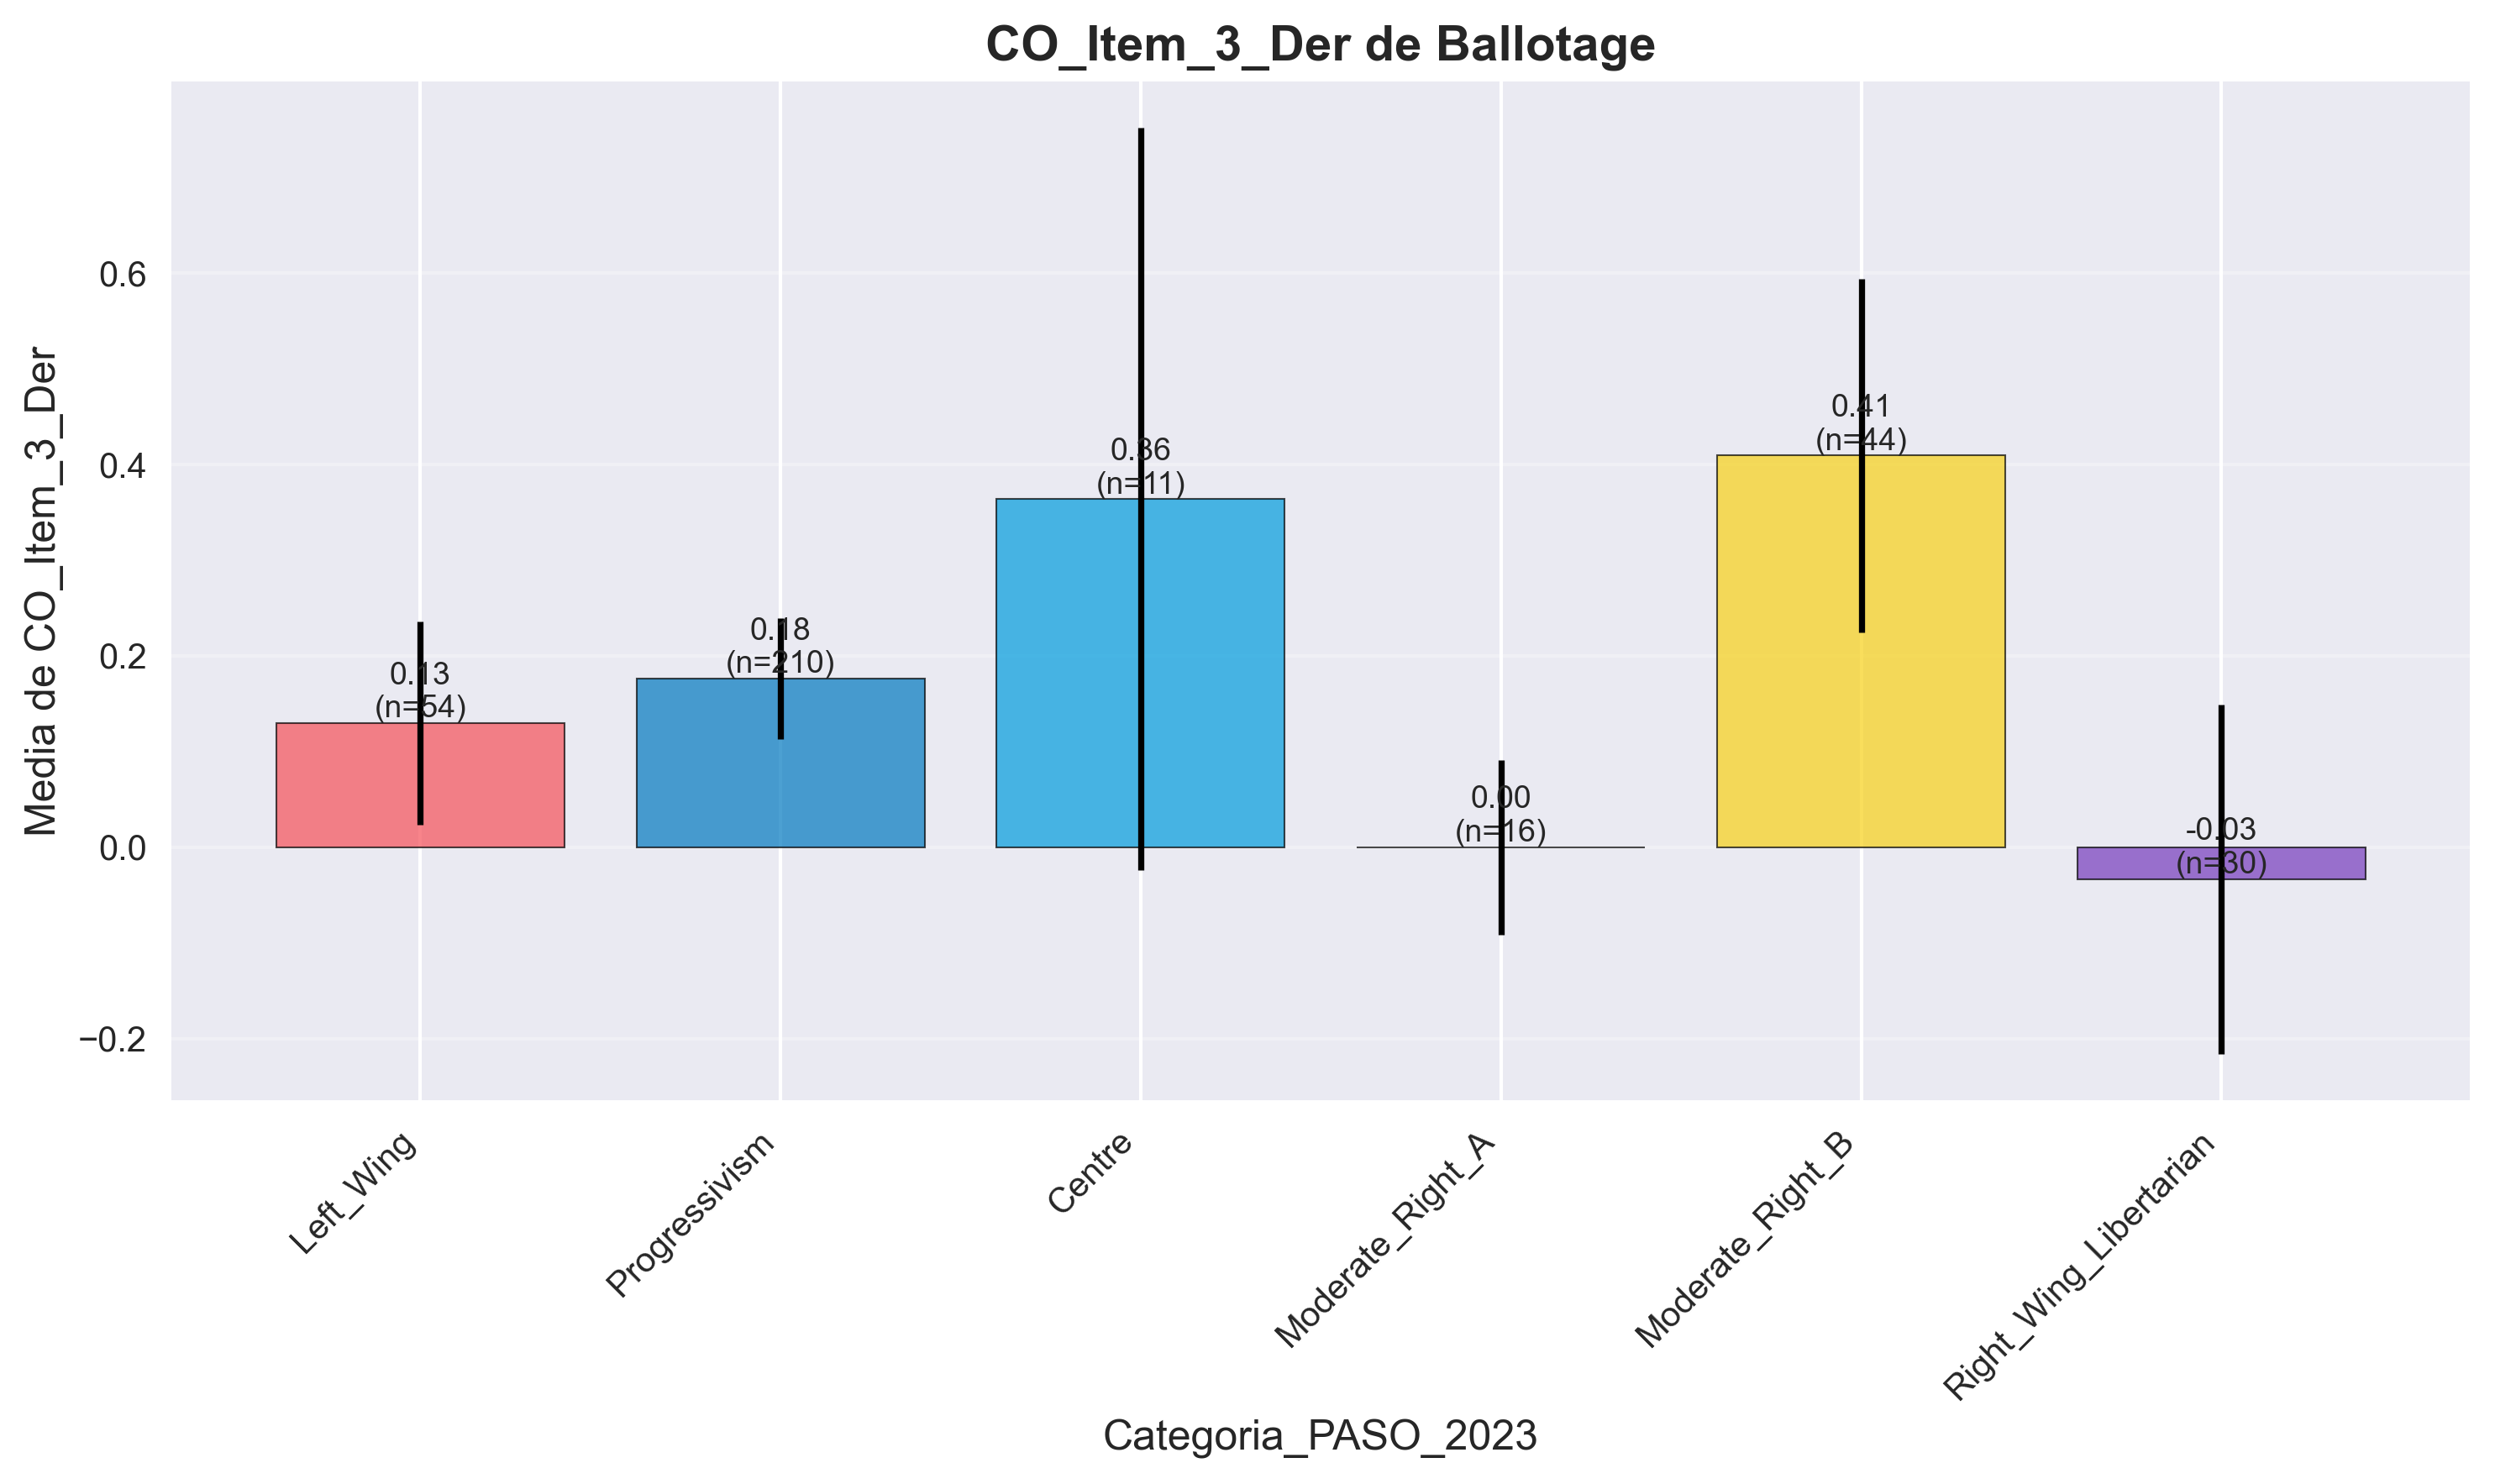 CO_Item_3_Der de Ballotage
Media de CO_Item_3_Der
0.6
0.4
0.2
0.0
−0.2
0.13
(n=54)
0.18
(n=210)
0.36
(n=11)
0.00
(n=16)
0.41
(n=44)
-0.03
(n=30)
Left_Wing
Progressivism
Centre
Moderate_Right_A
Moderate_Right_B
Right_Wing_Libertarian
Categoria_PASO_2023